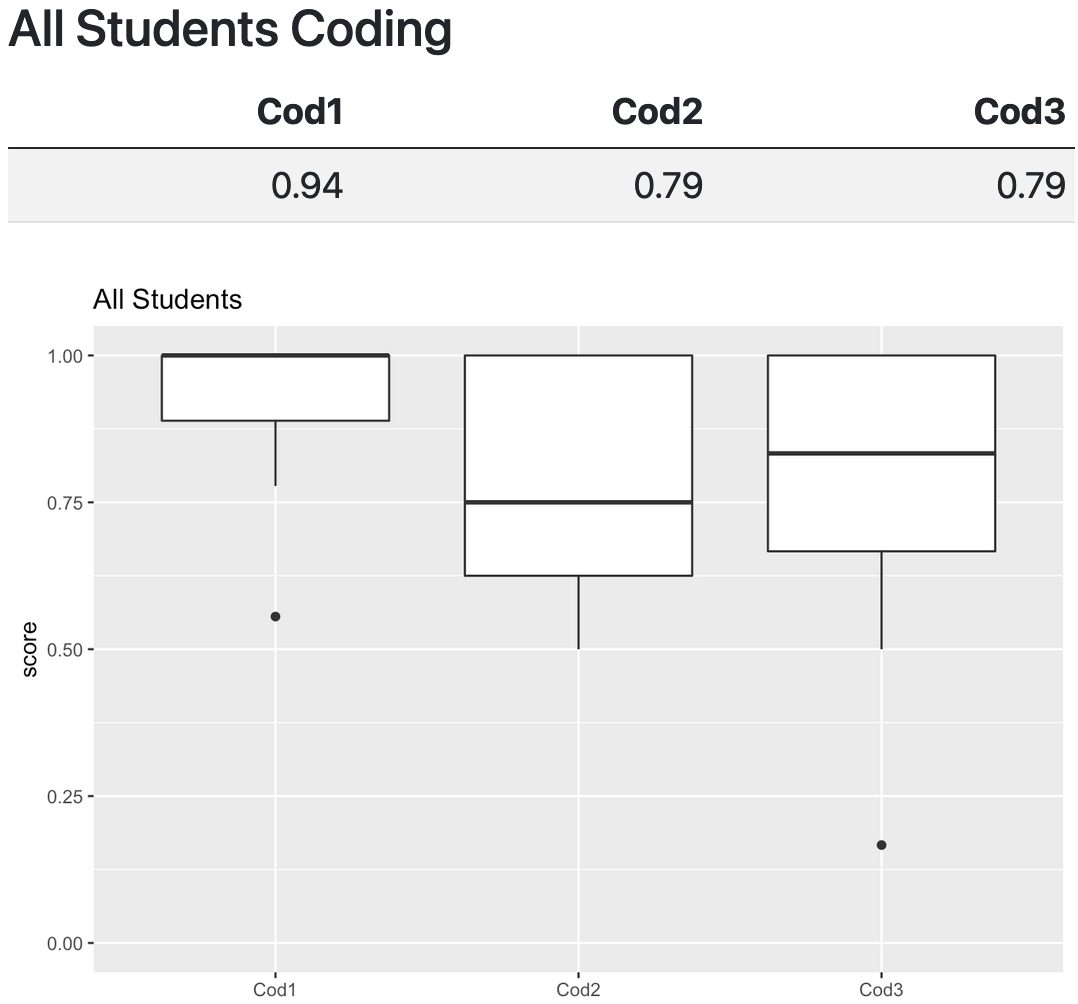 All Students Coding
Cod1 Cod2 Cod3
0.94 0.79 0.79
All Students
1.00
0.75
0.50
0.25
0.00
score
Cod1 Cod2 Cod3